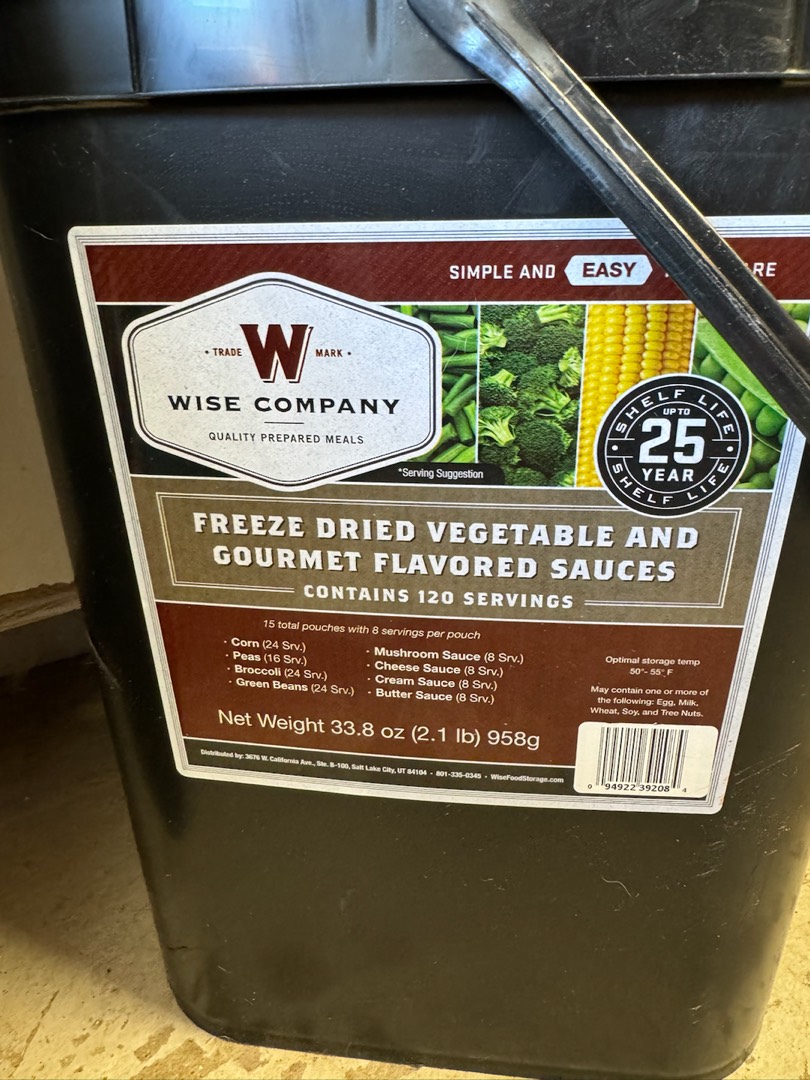 SIMPLE AND EASY RE
• TRADE W MARK •
WISE COMPANY
QUALITY PREPARED MEALS
*Serving Suggestion
SHELF LIFE
UP TO
25
YEAR
SHELF LIFE
FREEZE DRIED VEGETABLE AND
GOURMET FLAVORED SAUCES
CONTAINS 120 SERVINGS
15 total pouches with 8 servings per pouch
• Corn (24 Srv.)
• Peas (16 Srv.)
• Broccoli (24 Srv.)
• Green Beans (24 Srv.)
• Mushroom Sauce (8 Srv.)
• Cheese Sauce (8 Srv.)
• Cream Sauce (8 Srv.)
• Butter Sauce (8 Srv.)
Net Weight 33.8 oz (2.1 lb) 958g
Optimal storage temp
50°- 55° F
May contain one or more of
the following: Egg, Milk,
Wheat, Soy, and Tree Nuts.
Distributed by: 3676 W. California Ave., Ste. B-100, Salt Lake City, UT 84104 • 801-335-0345 • WiseFoodStorage.com
0 94922 39208 4